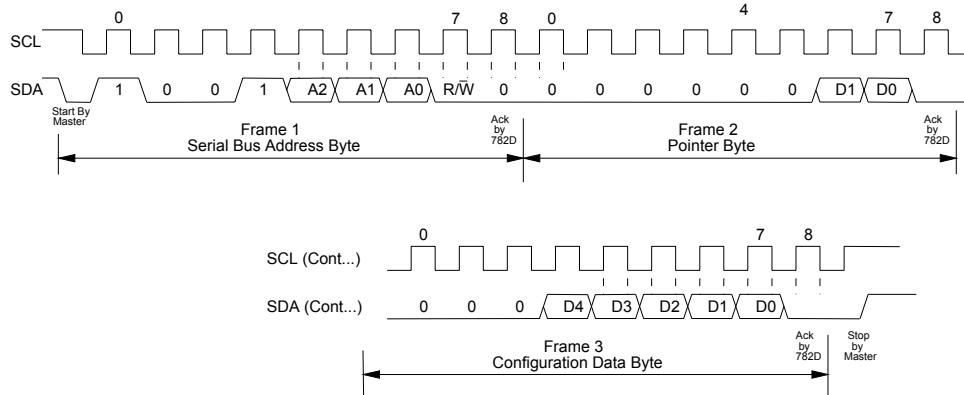 0 7 8 0 4 7 8
SCL
SDA 1 0 0 1 A2 A1 A0 R/W̅ 0 0 0 0 0 0 0 D1 D0
Start By
Master
Ack
by
782D
Ack
by
782D
Frame 1
Serial Bus Address Byte
Frame 2
Pointer Byte
0 7 8
SCL (Cont...)
SDA (Cont...) 0 0 0 D4 D3 D2 D1 D0
Ack
by
782D
Stop
by
Master
Frame 3
Configuration Data Byte